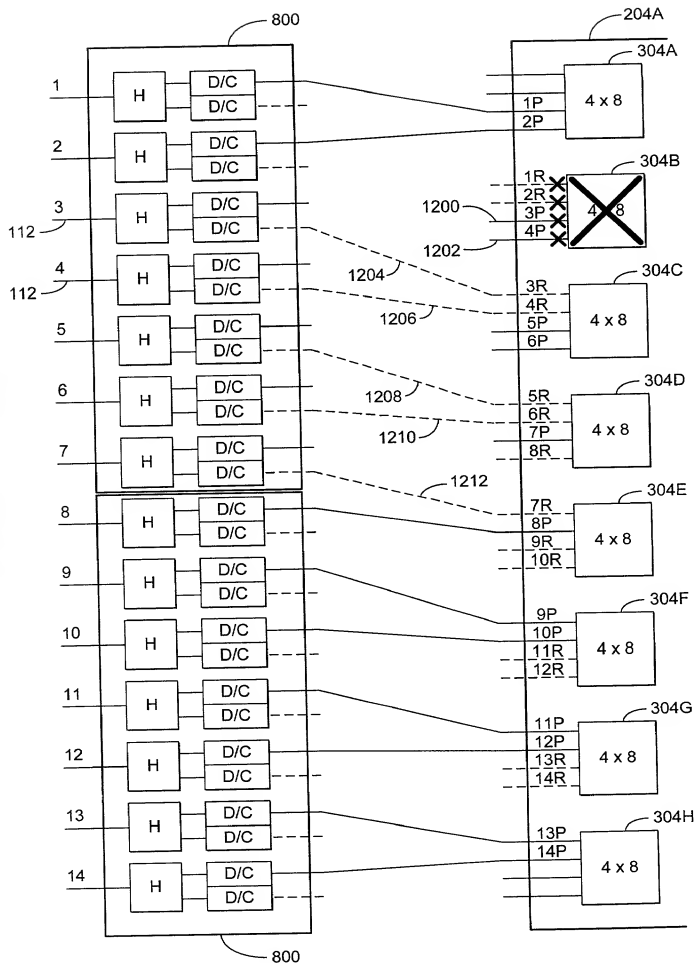 800
1
H
D/C
D/C
2
H
D/C
D/C
3
112
H
D/C
D/C
4
112
H
D/C
D/C
5
H
D/C
D/C
6
H
D/C
D/C
7
H
D/C
D/C
8
H
D/C
D/C
9
H
D/C
D/C
10
H
D/C
D/C
11
H
D/C
D/C
12
H
D/C
D/C
13
H
D/C
D/C
14
H
D/C
D/C
800
1200
1202
1204
1206
1208
1210
1212
204A
304A
1P
2P
4 x 8
304B
1R
2R
3P
4P
4 8
304C
3R
4R
5P
6P
4 x 8
304D
5R
6R
7P
8R
4 x 8
304E
7R
8P
9R
10R
4 x 8
304F
9P
10P
11R
12R
4 x 8
304G
11P
12P
13R
14R
4 x 8
304H
13P
14P
4 x 8